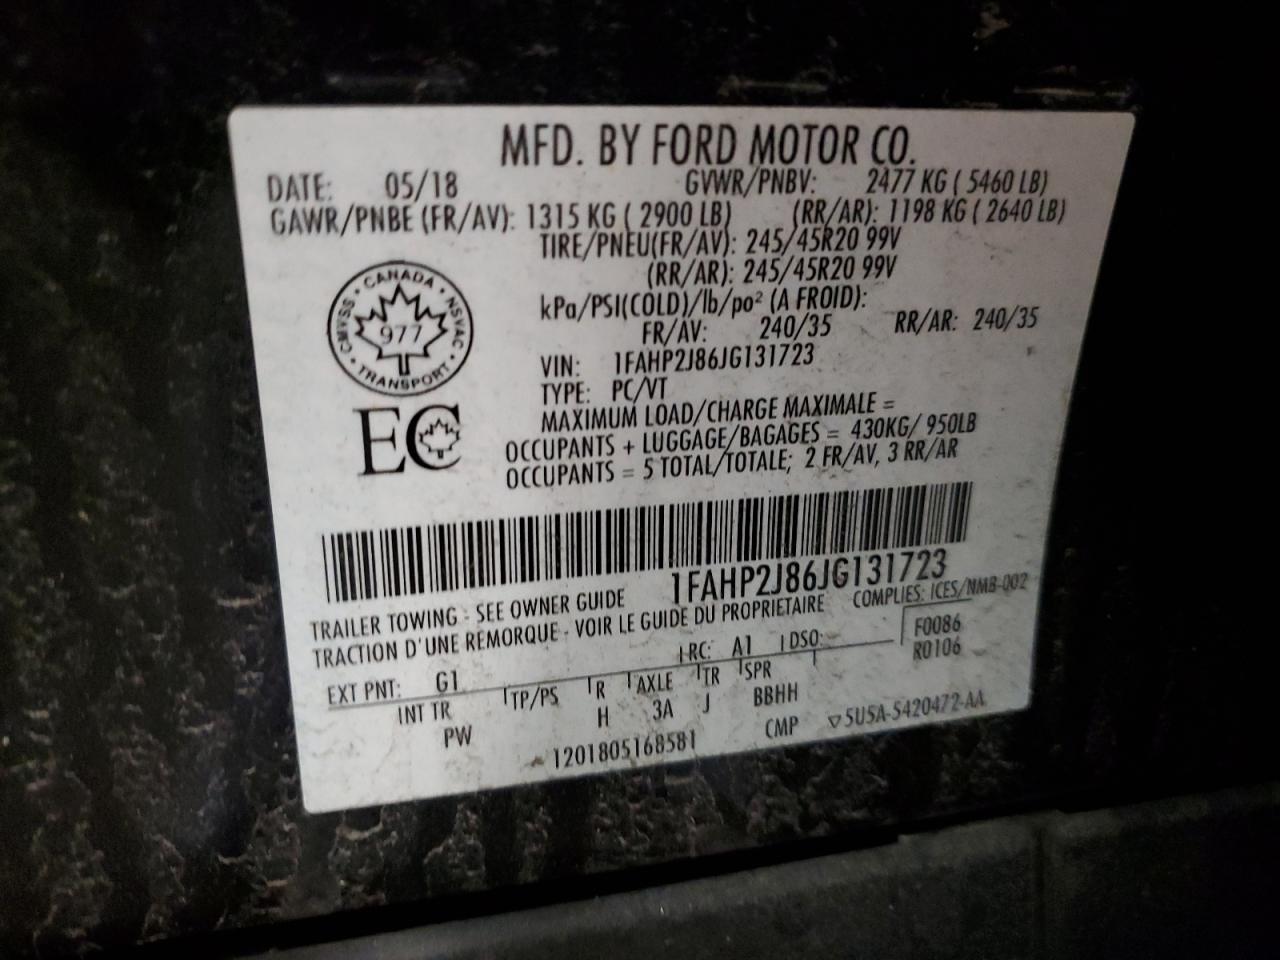 MFD. BY FORD MOTOR CO.
DATE: 05/18 GVWR/PNBV: 2477 KG ( 5460 LB)
GAWR/PNBE (FR/AV): 1315 KG ( 2900 LB) (RR/AR): 1198 KG ( 2640 LB)
TIRE/PNEU(FR/AV): 245/45R20 99V
(RR/AR): 245/45R20 99V
kPa/PSI(COLD)/lb/po² (A FROID):
FR/AV: 240/35 RR/AR: 240/35
VIN: 1FAHP2J86JG131723
TYPE: PC/VT
MAXIMUM LOAD/CHARGE MAXIMALE =
OCCUPANTS + LUGGAGE/BAGAGES = 430KG/ 950LB
OCCUPANTS = 5 TOTAL/TOTALE; 2 FR/AV, 3 RR/AR
CMVSS • CANADA • NSVAC • TRANSPORT •
977
EC
1FAHP2J86JG131723
TRAILER TOWING - SEE OWNER GUIDE
TRACTION D'UNE REMORQUE - VOIR LE GUIDE DU PROPRIETAIRE
COMPLIES: ICES/NMB-002
EXT PNT: G1 RC: A1 DSO: F0086
R0106
INT TR TP/PS R AXLE TR SPR
PW H 3A J BBHH
1201805168581 CMP ▽5U5A-5420472-AA